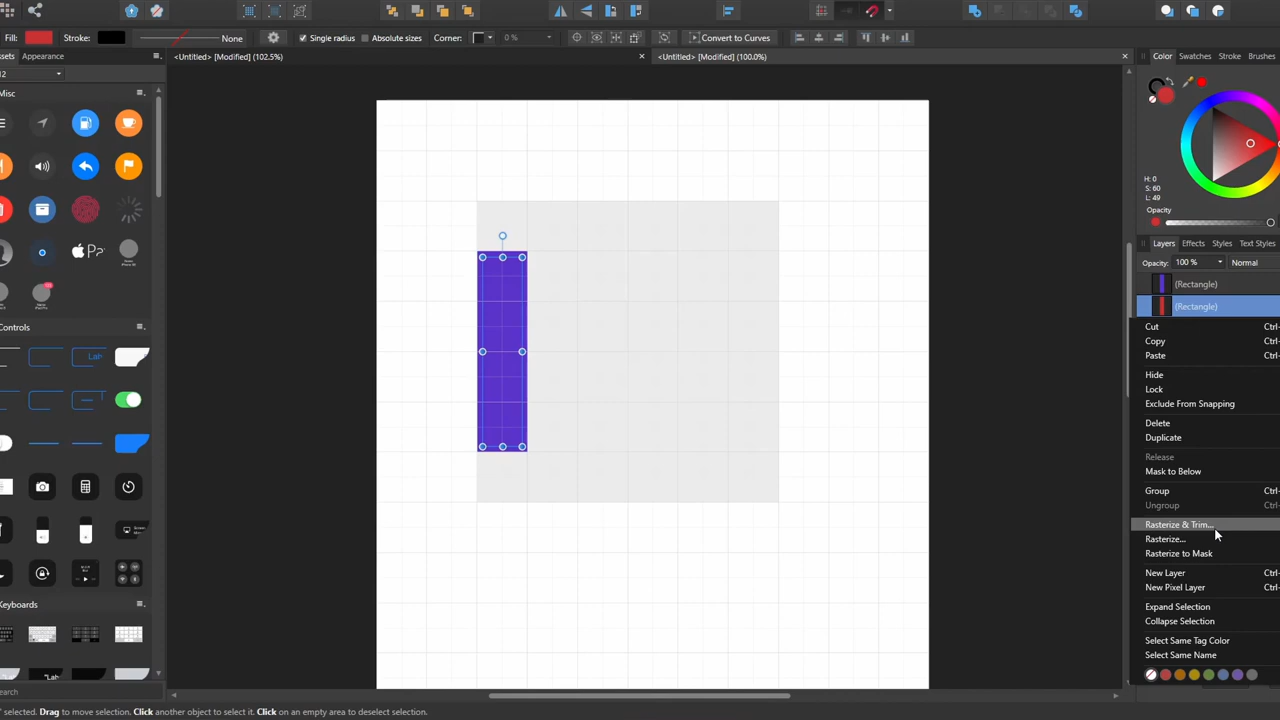 Fills:
Stroke:
None
Single radius
Absolute sizes
Corner:
0 %
Convert to Curves
Appearance
<Untitled> [Modified] (102.5%)
<Untitled> [Modified] (100.0%)
Color
Swatches
Stroke
Brushes
Misc
H: 0
S: 60
L: 49
Opacity
Layers
Effects
Styles
Text Styles
Opacity:
100 %
Normal
(Rectangle)
(Rectangle)
Cut
Copy
Paste
Hide
Lock
Exclude From Snapping
Delete
Duplicate
Release
Mask to Below
Group
Ungroup
Rasterize & Trim...
Rasterize...
Rasterize to Mask
New Layer
New Pixel Layer
Expand Selection
Collapse Selection
Select Same Tag Color
Select Same Name
Controls
Keyboards
selected. Drag to move selection. Click another object to select it. Click on an empty area to deselect selection.